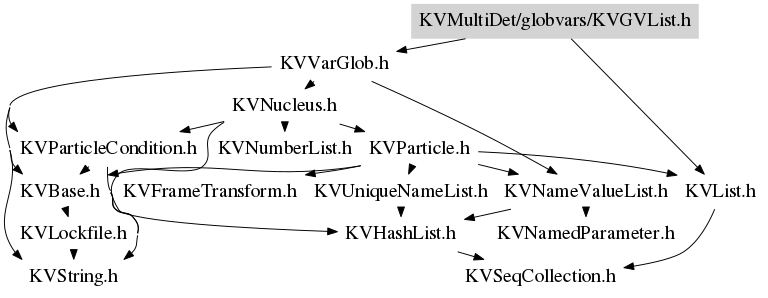 KVMultiDet/globvars/KVGVList.h
KVVarGlob.h
KVNucleus.h
KVParticleCondition.h
KVNumberList.h
KVParticle.h
KVBase.h
KVFrameTransform.h
KVUniqueNameList.h
KVNameValueList.h
KVList.h
KVLockfile.h
KVHashList.h
KVNamedParameter.h
KVString.h
KVSeqCollection.h